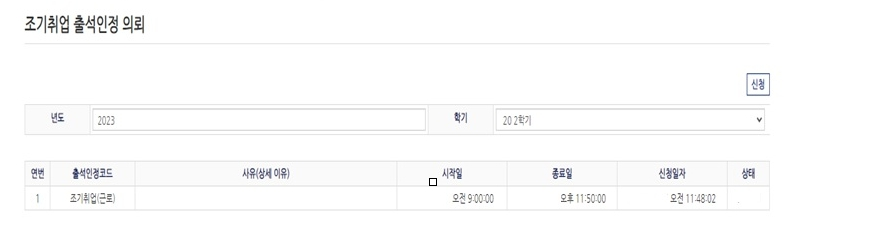 조기취업 출석인정 의뢰
신청
년도 2023 학기 20 2학기
연번 출석인정코드 사유(상세 이유) 시작일 종료일 신청일자 상태
1 조기취업(근로) 오전 9:00:00 오후 11:50:00 오전 11:48:02 .